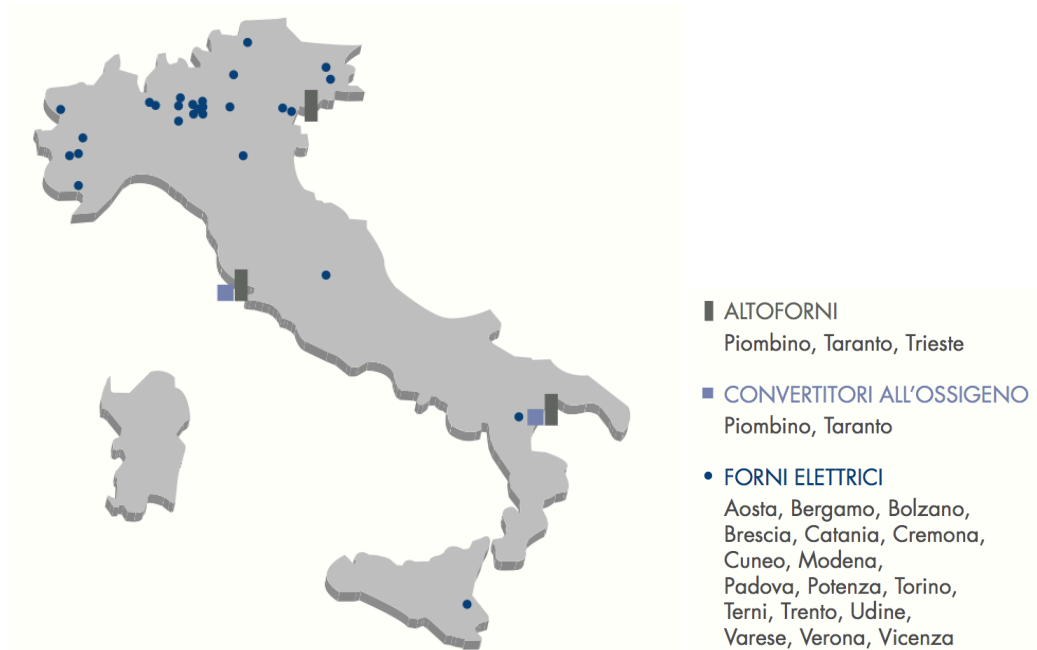 ALTOFORNI
Piombino, Taranto, Trieste
CONVERTITORI ALL'OSSIGENO
Piombino, Taranto
FORNI ELETTRICI
Aosta, Bergamo, Bolzano,
Brescia, Catania, Cremona,
Cuneo, Modena,
Padova, Potenza, Torino,
Terni, Trento, Udine,
Varese, Verona, Vicenza